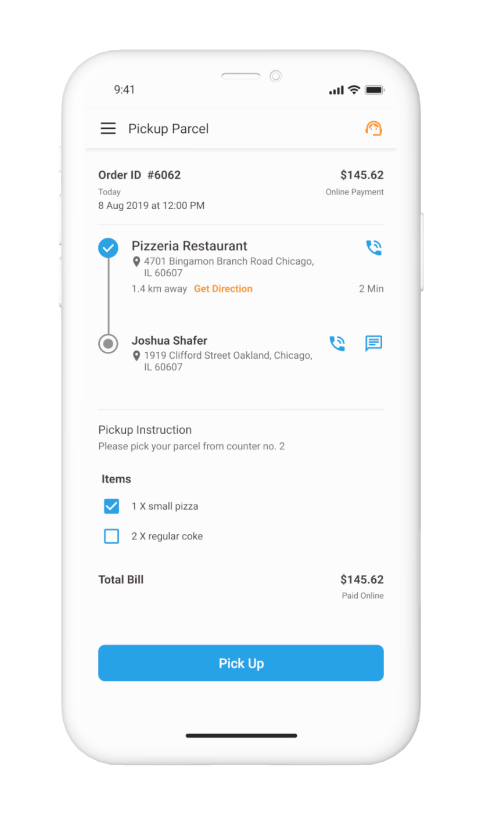 9:41
Pickup Parcel
Order ID #6062 $145.62
Today Online Payment
8 Aug 2019 at 12:00 PM
Pizzeria Restaurant
4701 Bingamon Branch Road Chicago,
IL 60607
1.4 km away Get Direction 2 Min
Joshua Shafer
1919 Clifford Street Oakland, Chicago,
IL 60607
Pickup Instruction
Please pick your parcel from counter no. 2
Items
1 X small pizza
2 X regular coke
Total Bill $145.62
Paid Online
Pick Up